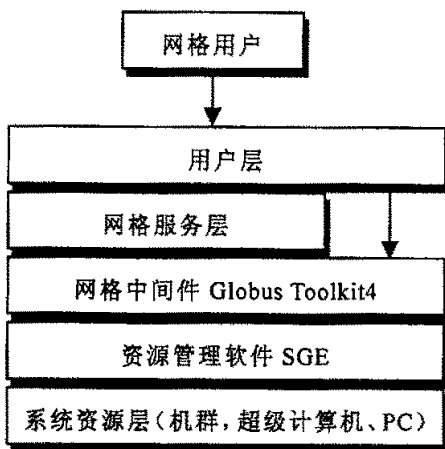 网格用户
用户层
网格服务层
网格中间件 Globus Toolkit4
资源管理软件 SGE
系统资源层(机群，超级计算机、PC)